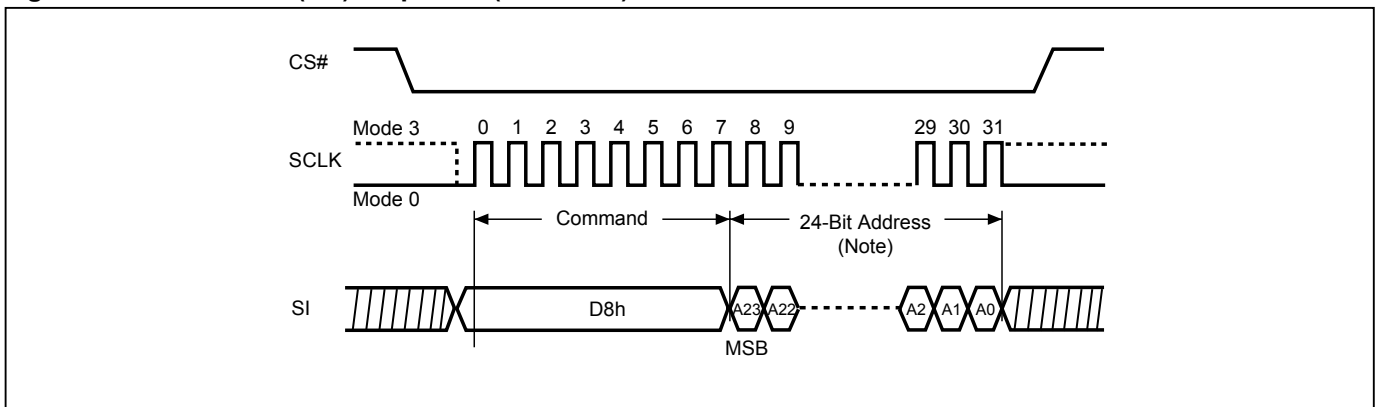 CS#
Mode 3
0 1 2 3 4 5 6 7 8 9 29 30 31
SCLK
Mode 0
Command
24-Bit Address
(Note)
SI
D8h
A23 A22 A2 A1 A0
MSB